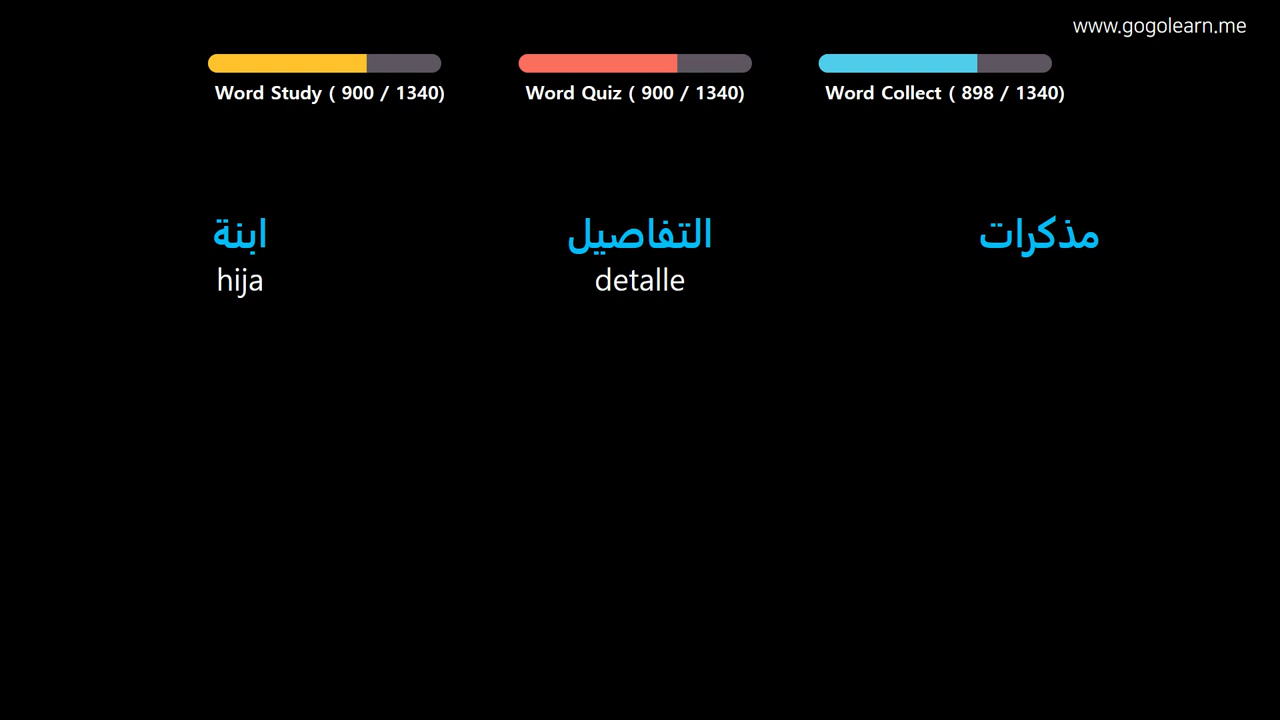 www.gogolearn.me
Word Study ( 900 / 1340)
Word Quiz ( 900 / 1340)
Word Collect ( 898 / 1340)
ابنة
hija
التفاصيل
detalle
مذكرات